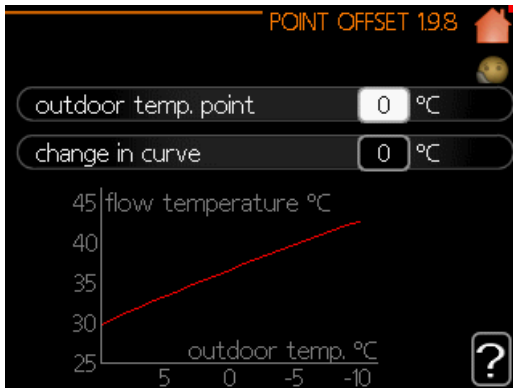 POINT OFFSET 1.9.8
outdoor temp. point 0 °C
change in curve 0 °C
45 flow temperature °C
40
35
30
25 outdoor temp. °C
5 0 -5 -10
?